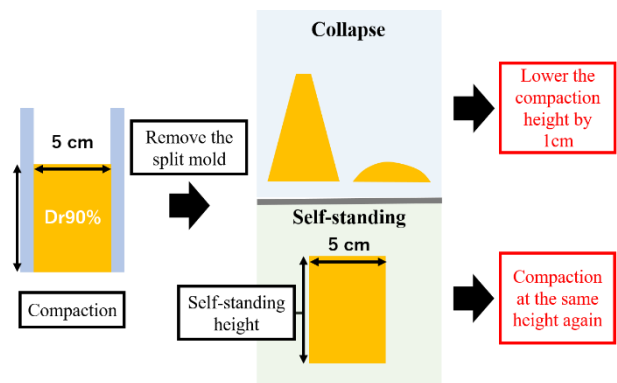 Collapse
Lower the
compaction
height by
1cm
5 cm
Remove the
split mold
Dr90%
Self-standing
5 cm
Compaction
Self-standing
height
Compaction
at the same
height again